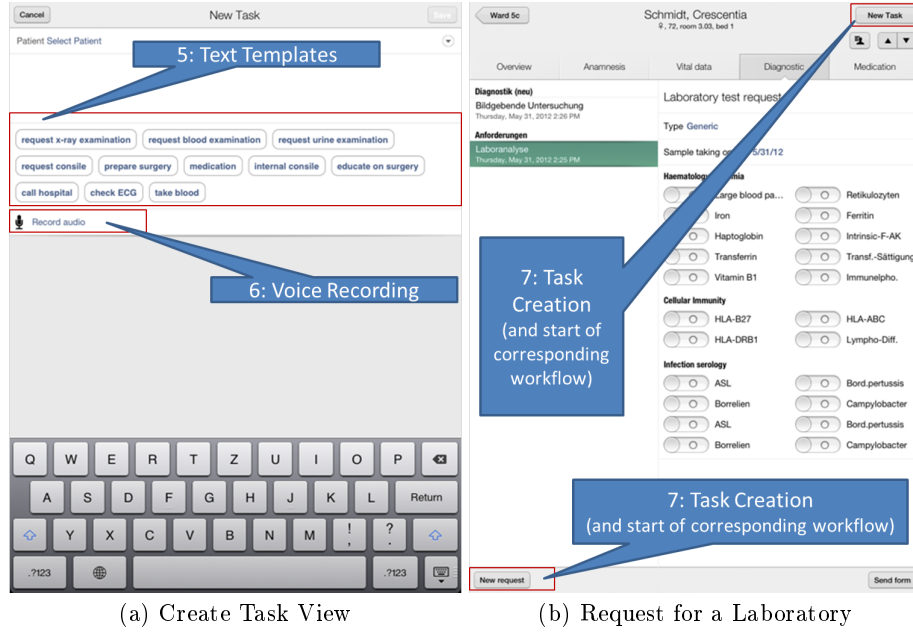 Cancel
New Task
Save
Patient Select Patient
5: Text Templates
request x-ray examination
request blood examination
request urine examination
request consile
prepare surgery
medication
internal consile
educate on surgery
call hospital
check ECG
take blood
Record audio
6: Voice Recording
Q W E R T Z U I O P
A S D F G H J K L Return
Y X C V B N M ! , ? .
.?123
.?123
(a) Create Task View
Ward 5c
Schmidt, Crescentia
♀, 72, room 3.03, bed 1
New Task
Overview
Anamnesis
Vital data
Diagnostic
Medication
Diagnostik (neu)
Bildgebende Untersuchung
Thursday, May 31, 2012 2:26 PM
Anforderungen
Laboranalyse
Thursday, May 31, 2012 2:25 PM
Laboratory test request
Type Generic
Sample taking 5/31/12
Haematology
Large blood pa...
Retikulozyten
Iron
Ferritin
Haptoglobin
Intrinsic-F-AK
Transferrin
Transf.-Sättigung
Vitamin B1
Immunelpho.
Cellular Immunity
HLA-B27
HLA-ABC
HLA-DRB1
Lympho-Diff.
Infection serology
ASL
Bord.pertussis
Borrelien
Campylobacter
ASL
Bord.pertussis
Borrelien
Campylobacter
7: Task
Creation
(and start of
corresponding
workflow)
7: Task Creation
(and start of corresponding workflow)
New request
Send form
(b) Request for a Laboratory